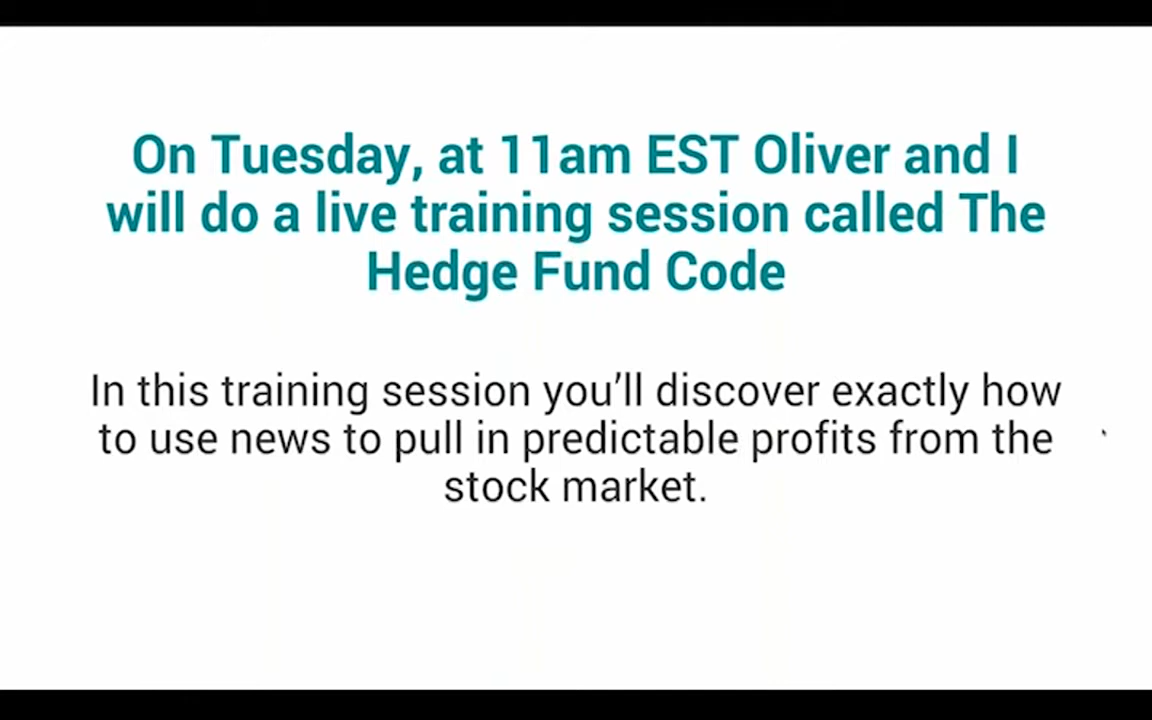 On Tuesday, at 11am EST Oliver and I
will do a live training session called The
Hedge Fund Code
In this training session you’ll discover exactly how
to use news to pull in predictable profits from the
stock market.